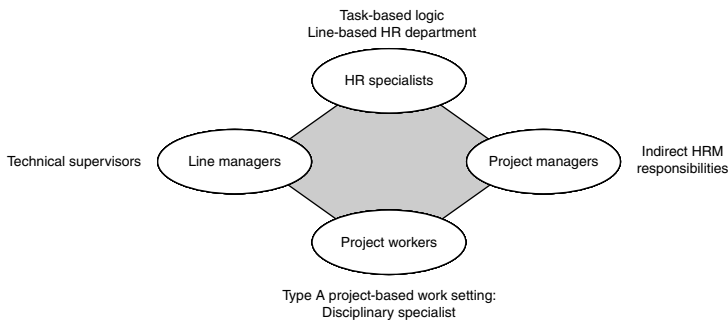 Task-based logic
Line-based HR department
HR specialists
Technical supervisors
Line managers
Project managers
Indirect HRM
responsibilities
Project workers
Type A project-based work setting:
Disciplinary specialist